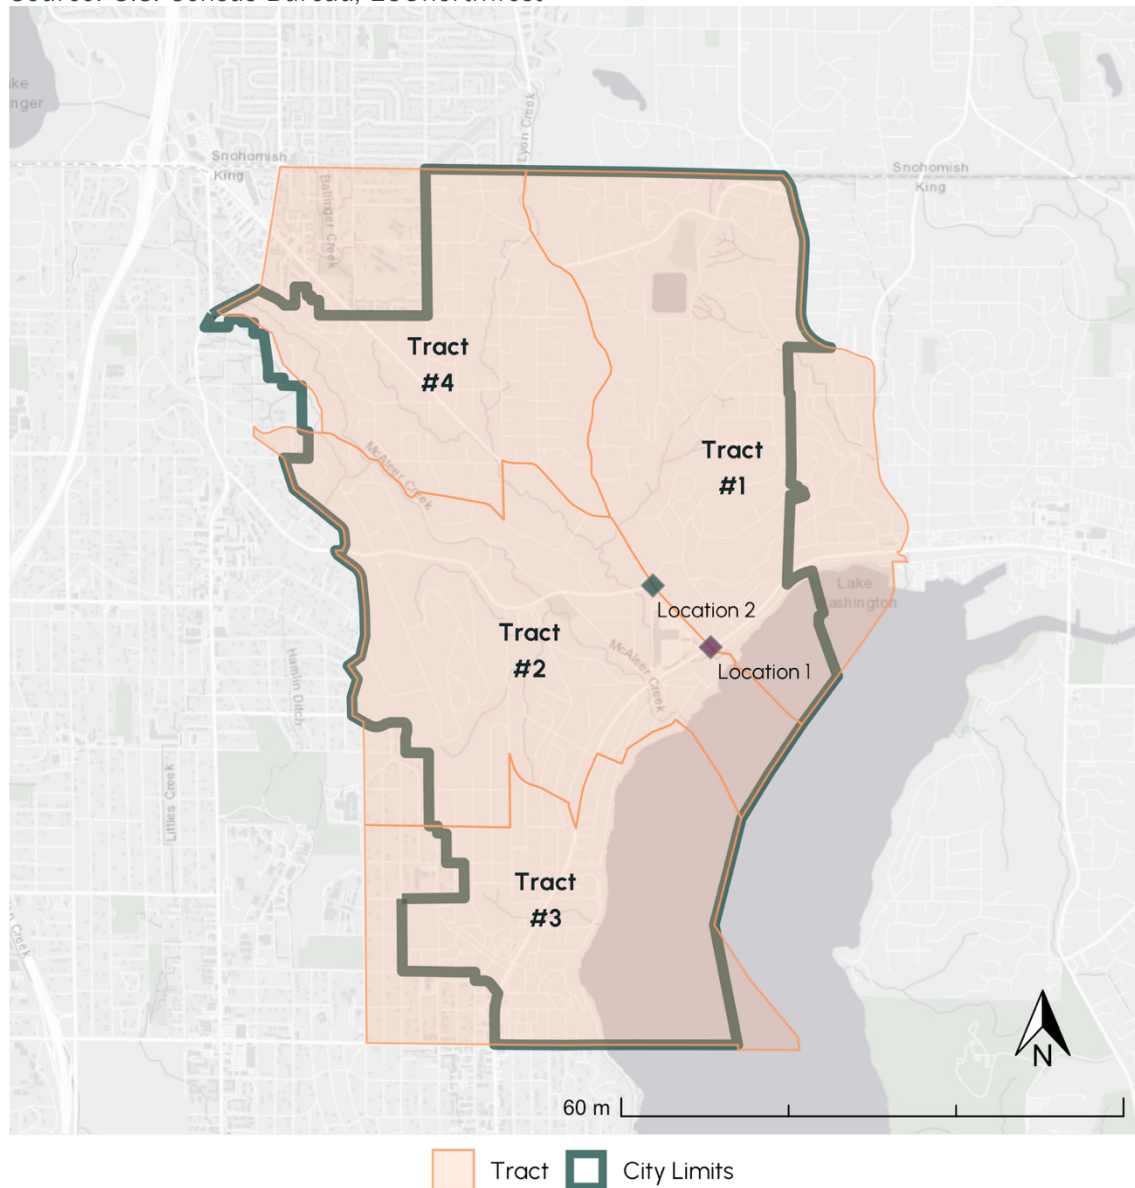 Lyon Creek
Snohomish
King
Snohomish
King
Ballinger Creek
Tract
#4
Tract
#1
McAleer Creek
Lake
Location 2
Tract
#2
McAleer Creek
Location 1
Hamlin Ditch
Littles Creek
Tract
#3
Creek
N
60 m
Tract
City Limits